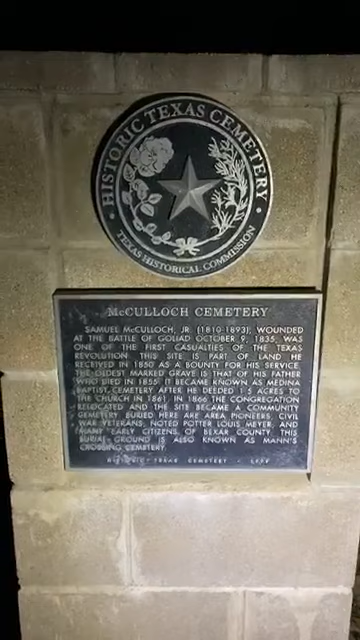 HISTORIC TEXAS CEMETERY
TEXAS HISTORICAL COMMISSION
McCULLOCH CEMETERY
SAMUEL McCULLOCH, JR. (1810-1893), WOUNDED
AT THE BATTLE OF GOLIAD OCTOBER 9, 1835, WAS
ONE OF THE FIRST CASUALTIES OF THE TEXAS
REVOLUTION. THIS SITE IS PART OF LAND HE
RECEIVED IN 1850 AS A BOUNTY FOR HIS SERVICE.
THE OLDEST MARKED GRAVE IS THAT OF HIS FATHER
WHO DIED IN 1855. IT BECAME KNOWN AS MEDINA
BAPTIST CEMETERY AFTER HE DEEDED 1.5 ACRES TO
THE CHURCH IN 1861. IN 1866 THE CONGREGATION
RELOCATED AND THE SITE BECAME A COMMUNITY
CEMETERY. BURIED HERE ARE AREA PIONEERS, CIVIL
WAR VETERANS, NOTED POTTER LOUIS MEYER, AND
MANY EARLY CITIZENS OF BEXAR COUNTY. THIS
BURIAL GROUND IS ALSO KNOWN AS MANN'S
CROSSING CEMETERY.
HISTORIC TEXAS CEMETERY -